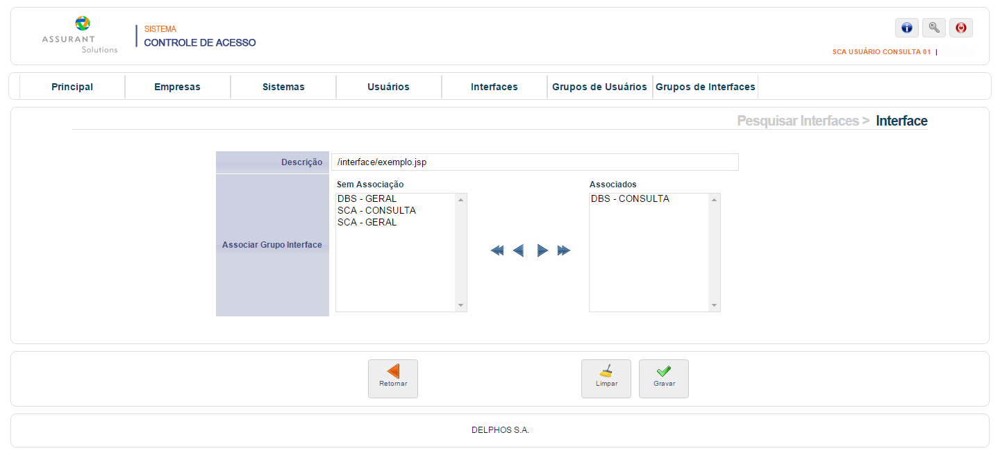 ASSURANT
Solutions
SISTEMA
CONTROLE DE ACESSO
SCA USUÁRIO CONSULTA 01 |
Principal Empresas Sistemas Usuários Interfaces Grupos de Usuários Grupos de Interfaces
Pesquisar Interfaces > Interface
Descrição /interface/exemplo.jsp
Associar Grupo Interface
Sem Associação
DBS - GERAL
SCA - CONSULTA
SCA - GERAL
Associados
DBS - CONSULTA
Retornar Limpar Gravar
DELPHOS S.A.